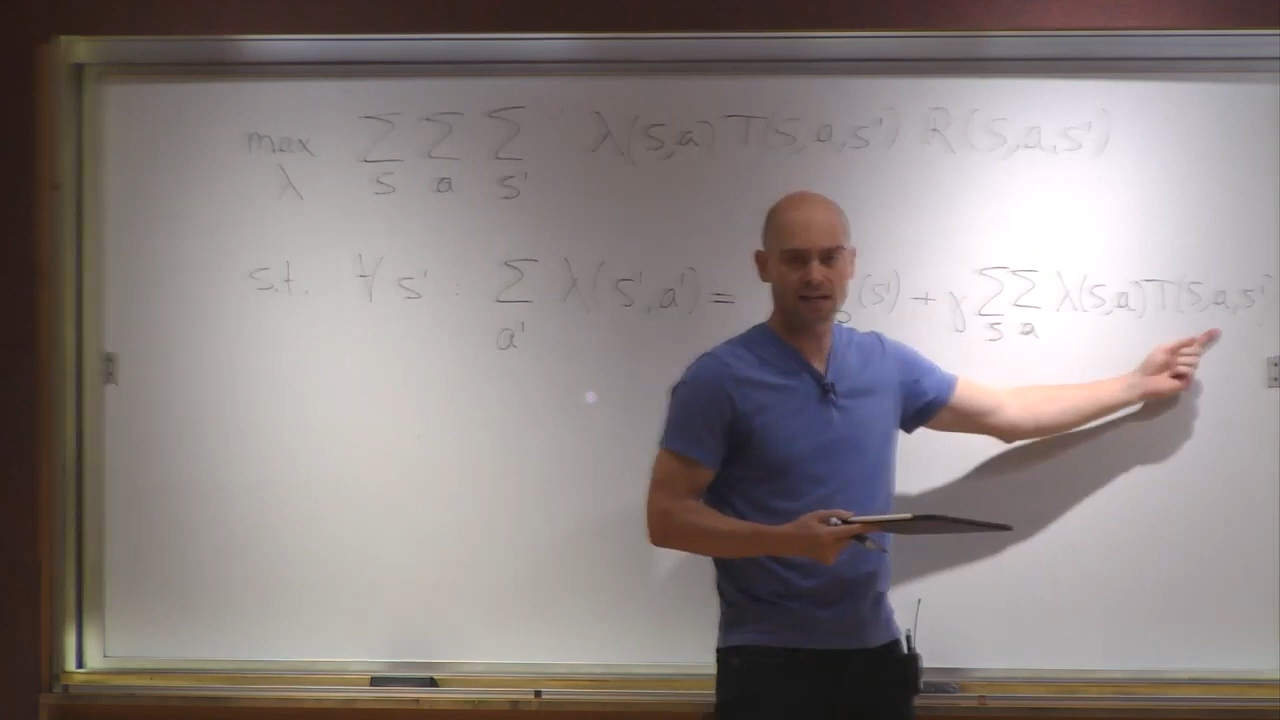 max λ Σ s Σ a Σ s' λ(s,a) T(s,a,s') R(s,a,s')
s.t. ∀ s' : Σ a' λ(s',a') = (s') + γ Σ s Σ a λ(s,a) T(s,a,s')